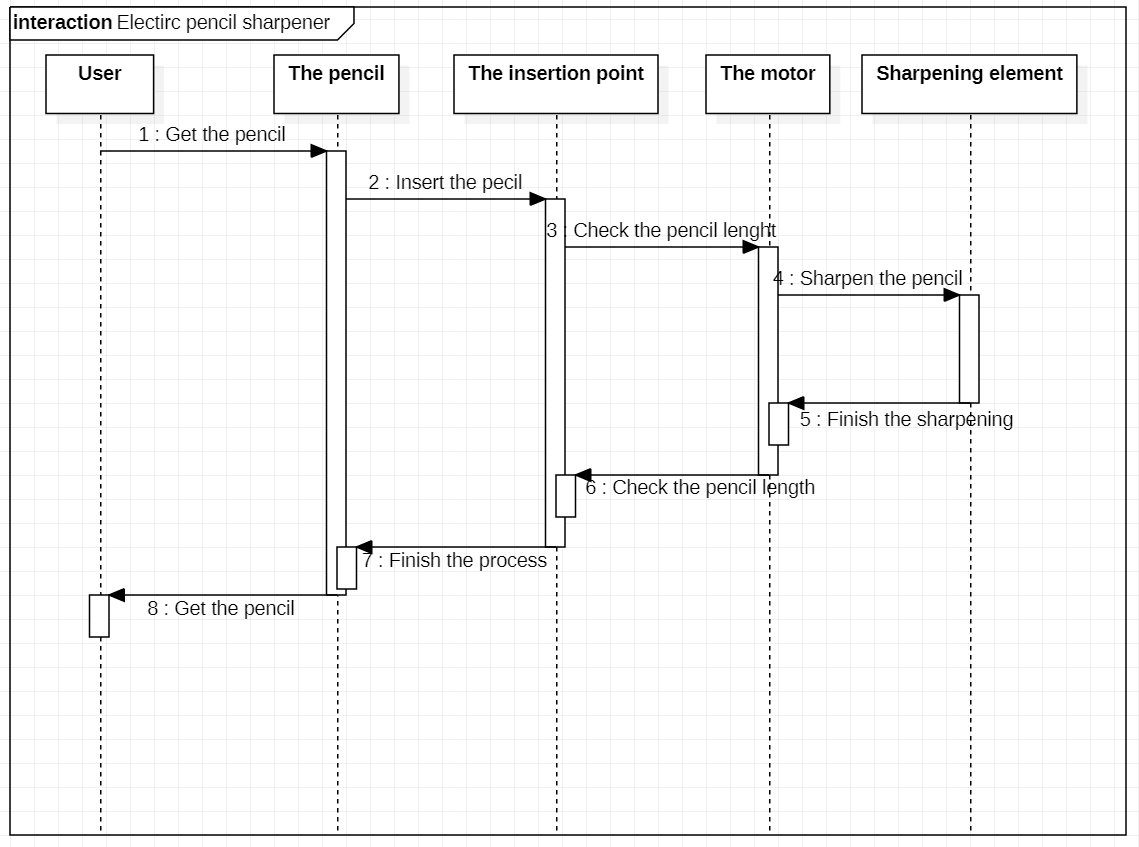 interaction Electirc pencil sharpener
User
The pencil
The insertion point
The motor
Sharpening element
1 : Get the pencil
2 : Insert the pecil
3 : Check the pencil lenght
4 : Sharpen the pencil
5 : Finish the sharpening
6 : Check the pencil length
7 : Finish the process
8 : Get the pencil